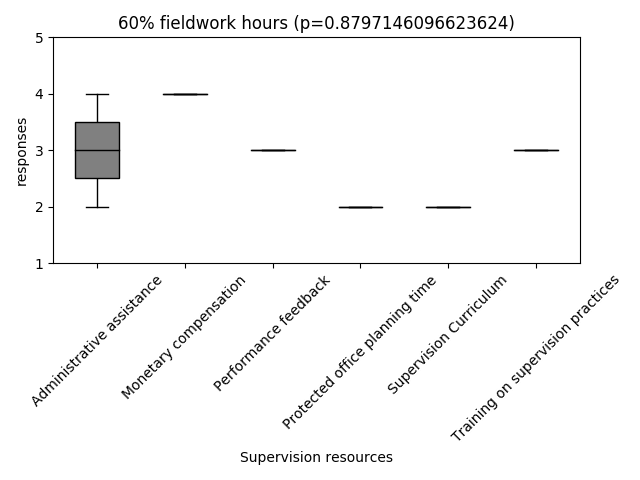 60% fieldwork hours (p=0.8797146096623624)
5
4
3
2
1
responses
Administrative assistance
Monetary compensation
Performance feedback
Protected office planning time
Supervision Curriculum
Training on supervision practices
Supervision resources